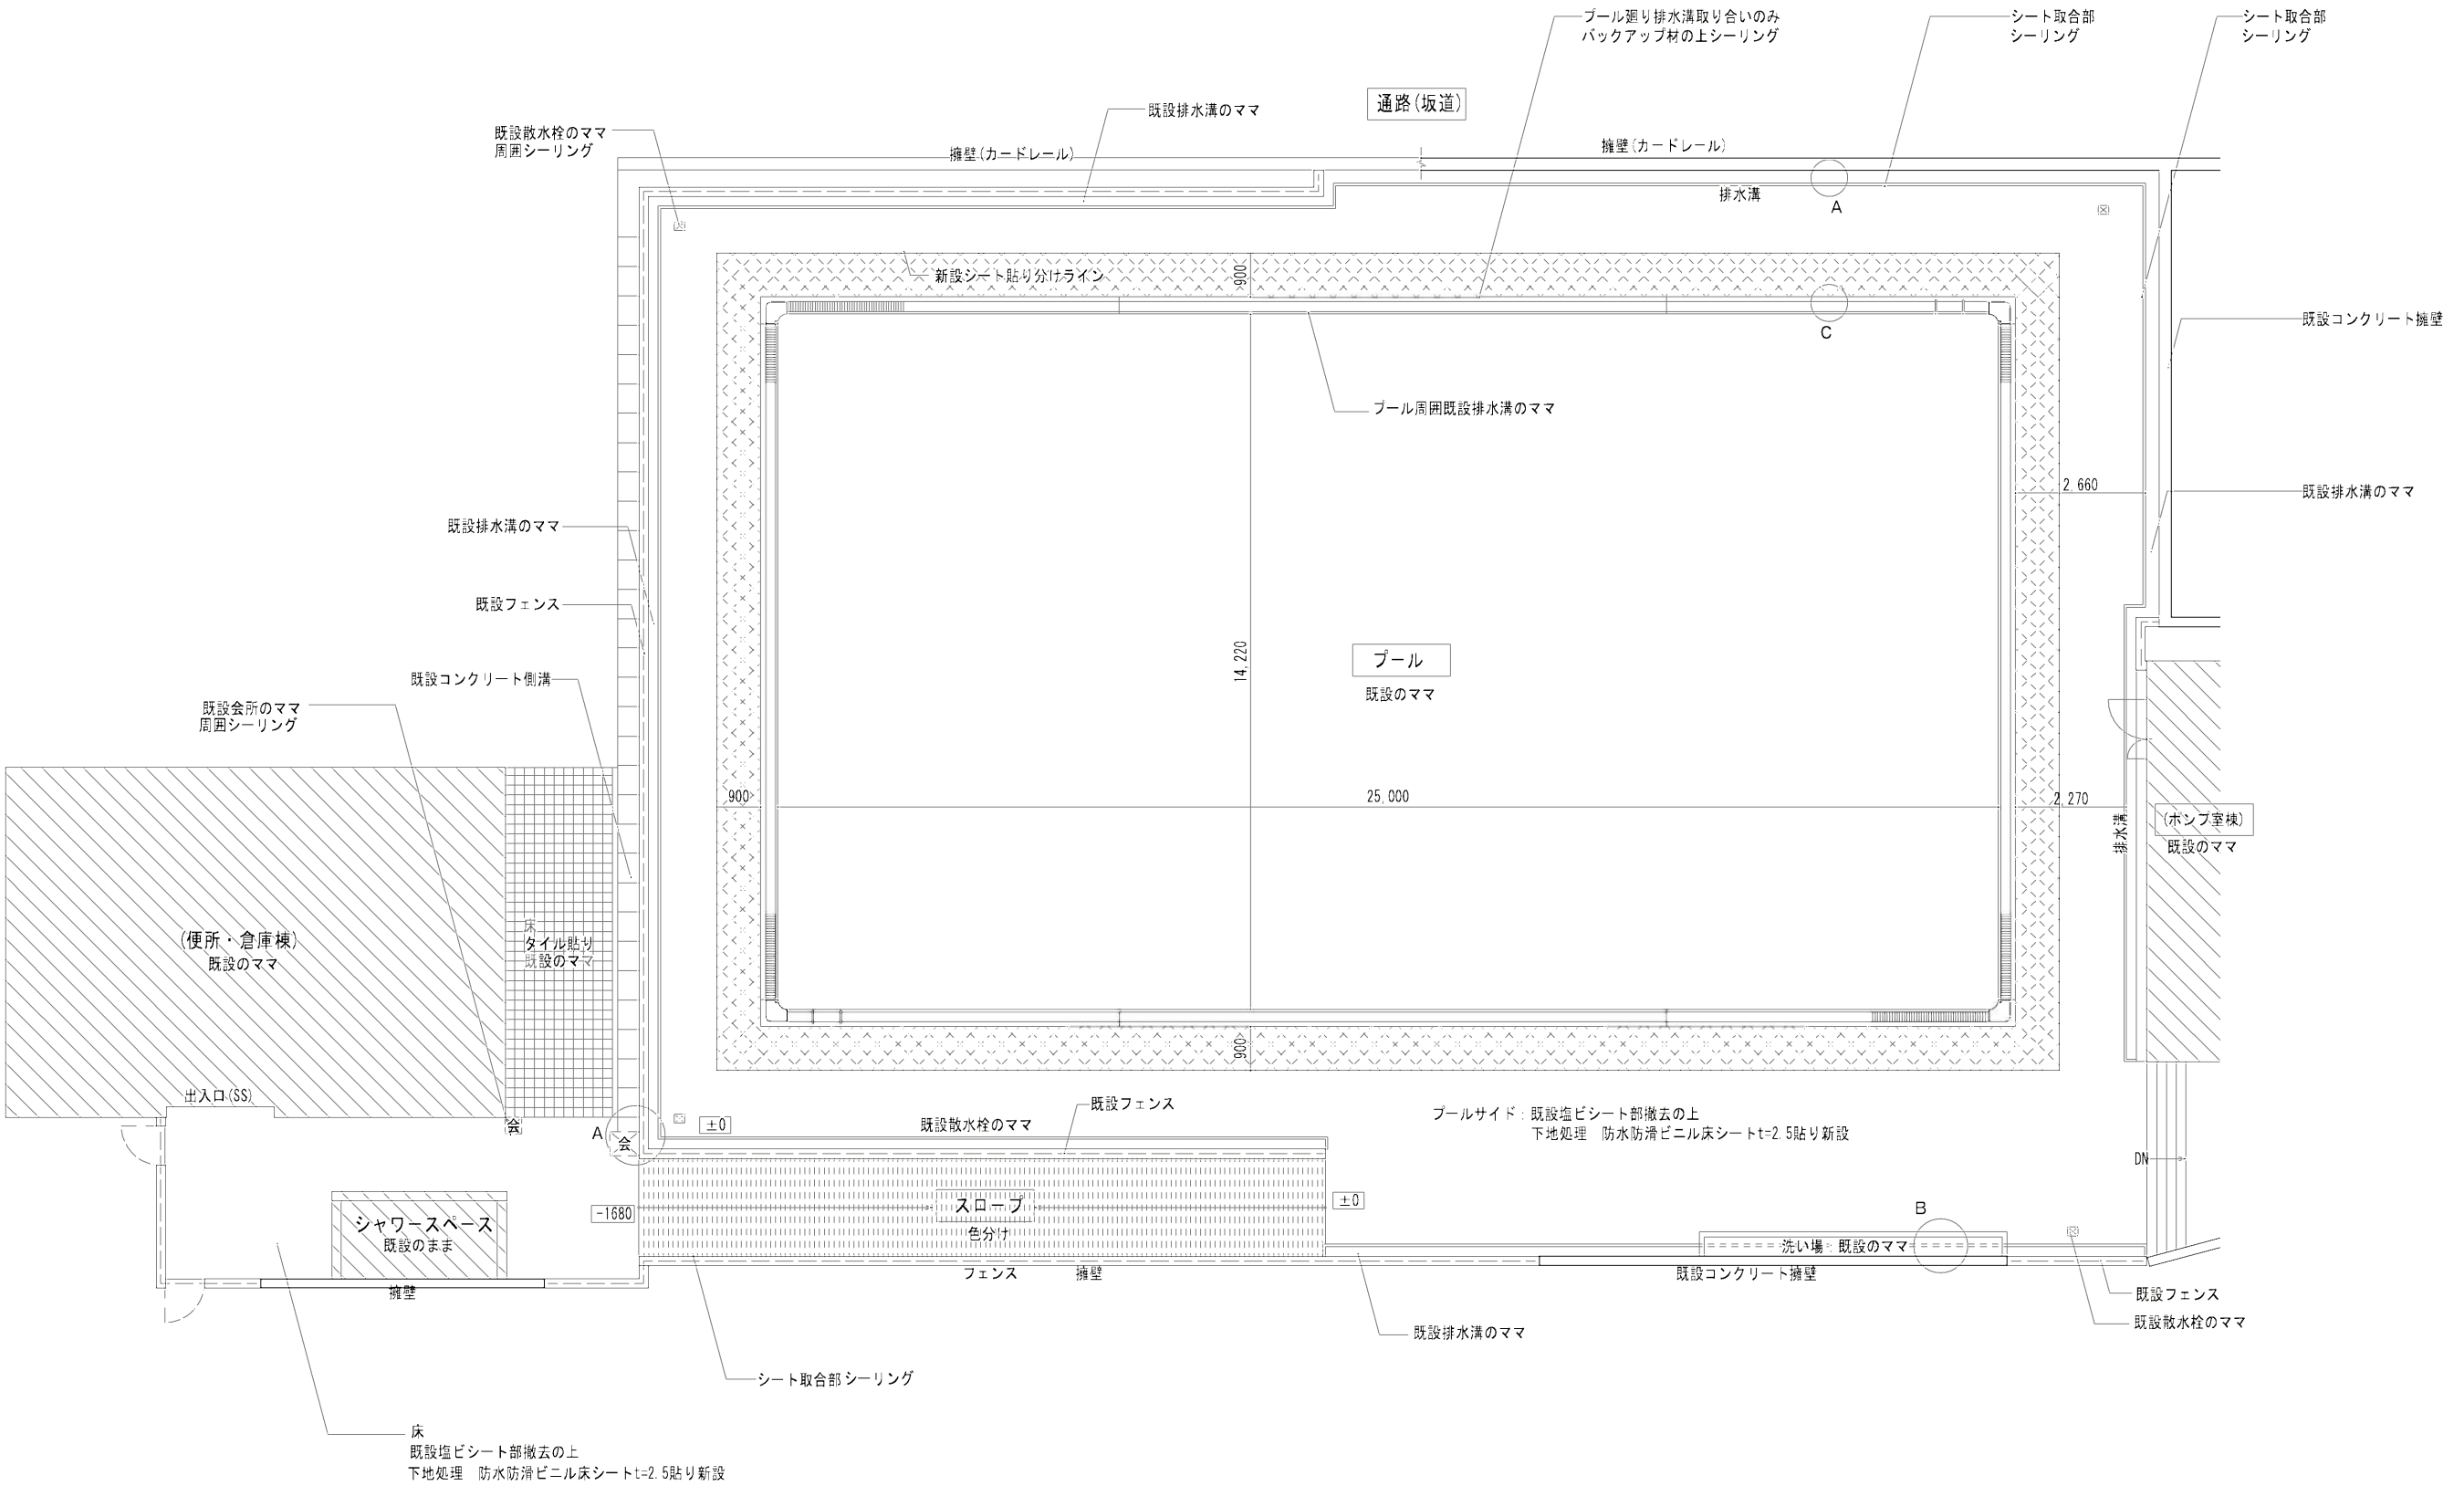 プール廻り排水溝取り合いのみ
バックアップ材の上シーリング
シート取合部
シーリング
シート取合部
シーリング
通路(坂道)
既設排水溝のママ
既設散水栓のママ
周囲シーリング
擁壁(カードレール)
擁壁(カードレール)
排水溝
A
新設シート貼り分けライン
900
C
既設コンクリート擁壁
プール周囲既設排水溝のママ
2,660
既設排水溝のママ
既設排水溝のママ
既設フェンス
14,220
プール
既設のママ
既設コンクリート側溝
既設会所のママ
周囲シーリング
900
25,000
2,270
排水溝
(ポンプ室棟)
既設のママ
床
タイル貼り
既設のママ
(便所・倉庫棟)
既設のママ
900
出入口(SS)
会
A
会
±0
既設散水栓のママ
既設フェンス
プールサイド：既設塩ビシート部撤去の上
下地処理　防水防滑ビニル床シートt=2.5貼り新設
DN
-1680
スロープ
色分け
±0
B
シャワースペース
既設のまま
洗い場：既設のママ
擁壁
フェンス
擁壁
既設コンクリート擁壁
既設フェンス
既設散水栓のママ
既設排水溝のママ
シート取合部シーリング
床
既設塩ビシート部撤去の上
下地処理　防水防滑ビニル床シートt=2.5貼り新設